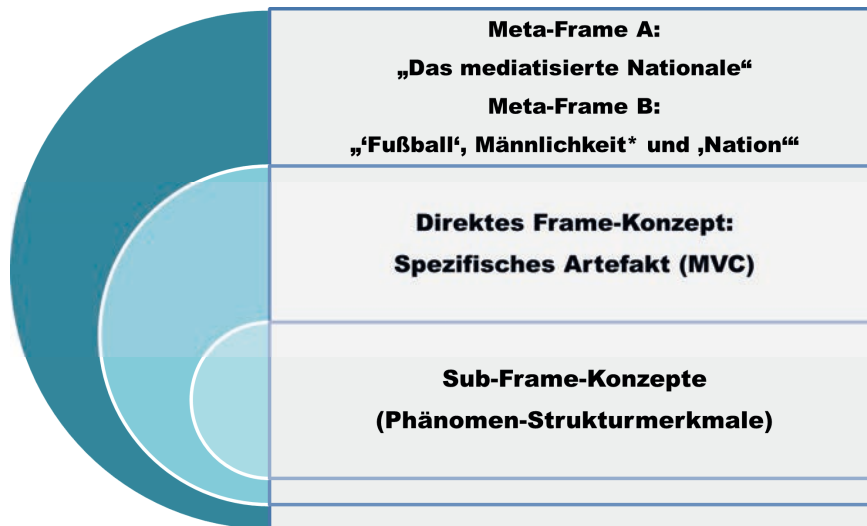 Meta-Frame A:
„Das mediatisierte Nationale“
Meta-Frame B:
„‘Fußball‘, Männlichkeit* und ‚Nation‘“
Direktes Frame-Konzept:
Spezifisches Artefakt (MVC)
Sub-Frame-Konzepte
(Phänomen-Strukturmerkmale)